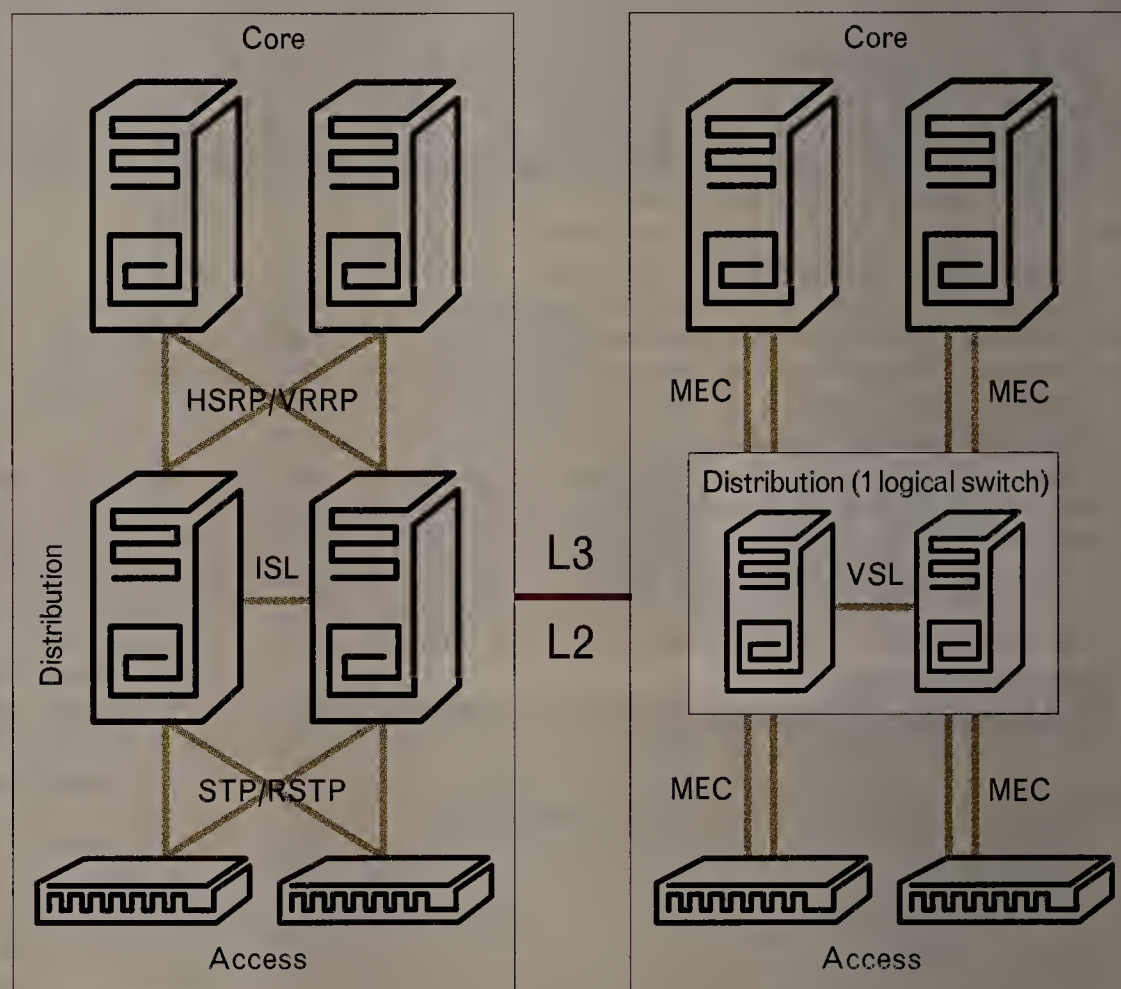 Core
HSRP/VRRP
Distribution
ISL
STP/RSTP
Access
L3
L2
Core
MEC
MEC
Distribution (1 logical switch)
VSL
MEC
MEC
Access